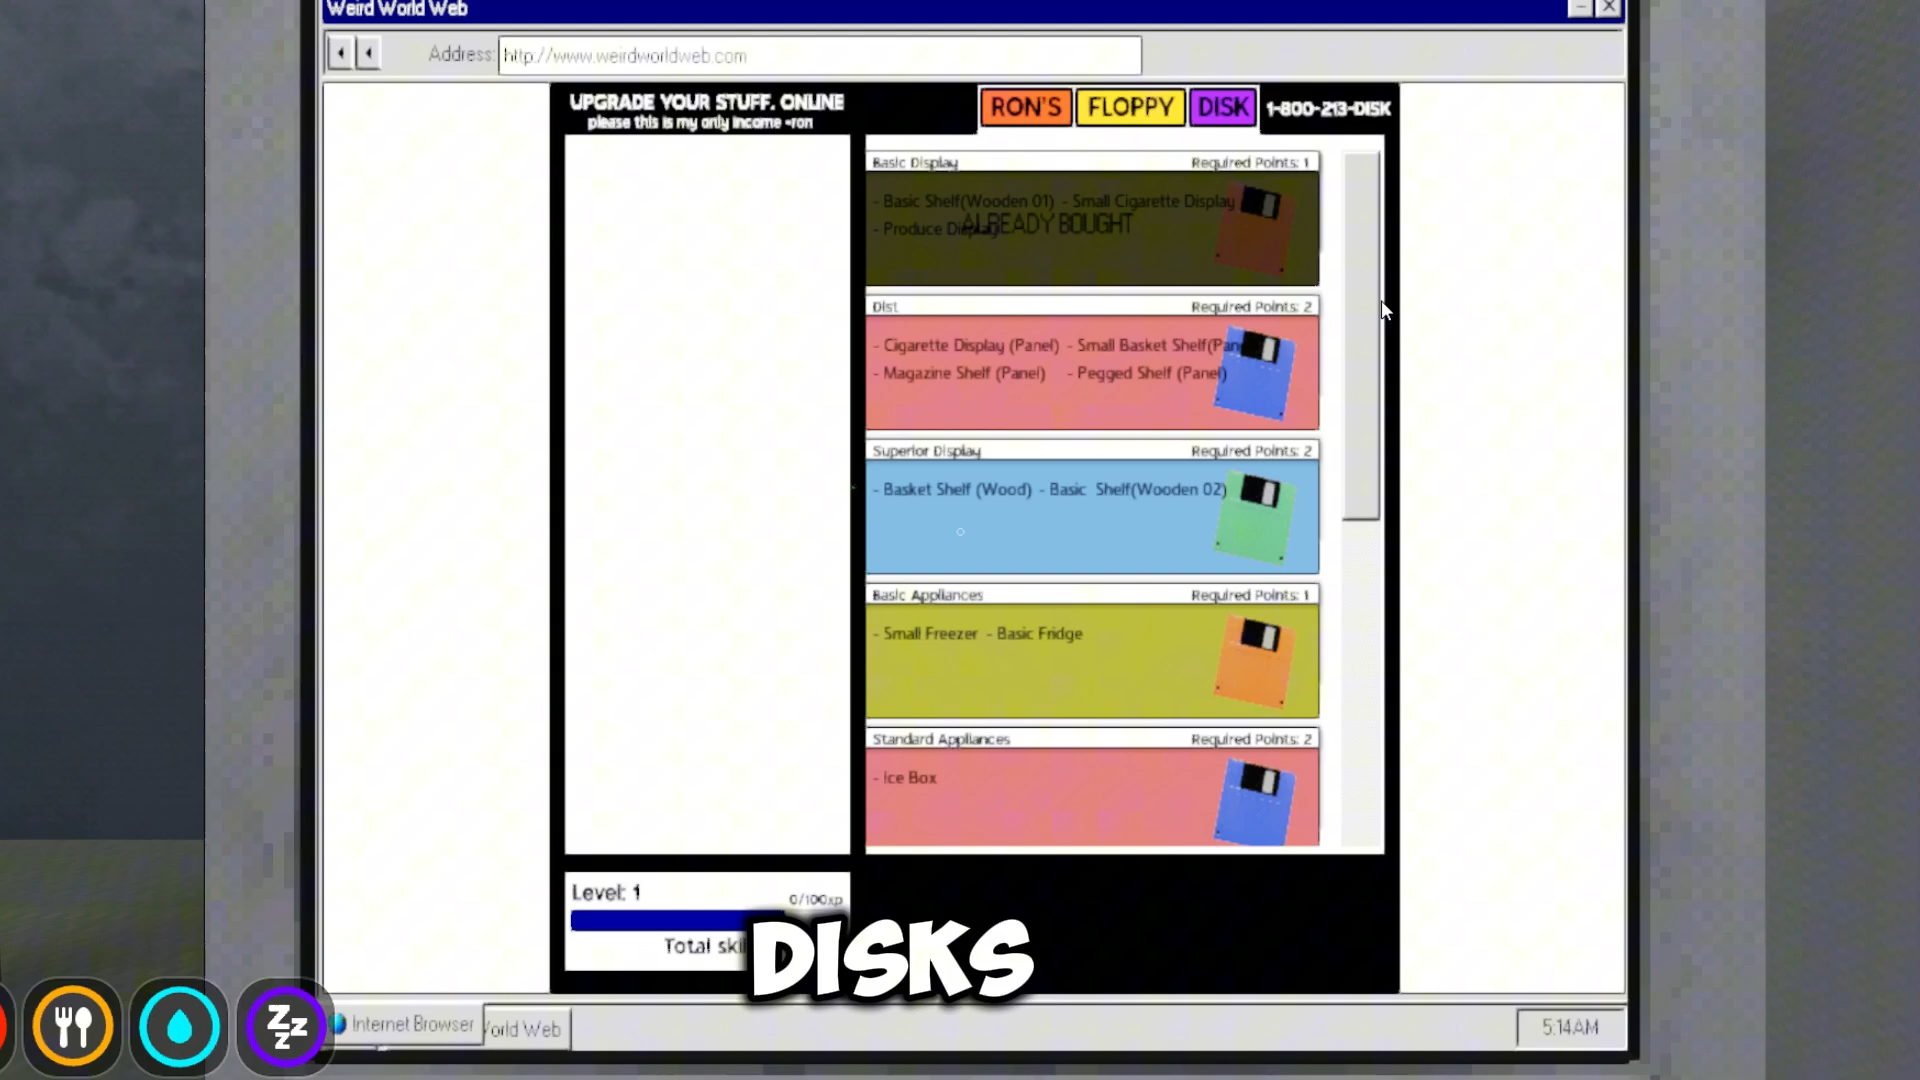 Weird World Web
Address: http://www.weirdworldweb.com
UPGRADE YOUR STUFF. ONLINE
please this is my only income -ron
RON'S FLOPPY DISK 1-800-213-DISK
Basic Display Required Points: 1
- Basic Shelf(Wooden 01) - Small Cigarette Display
- Produce Display
ALREADY BOUGHT
Dist Required Points: 2
- Cigarette Display (Panel) - Small Basket Shelf(Pan
- Magazine Shelf (Panel) - Pegged Shelf (Panel)
Superior Display Required Points: 2
- Basket Shelf (Wood) - Basic Shelf(Wooden 02)
Basic Appliances Required Points: 1
- Small Freezer - Basic Fridge
Standard Appliances Required Points: 2
- Ice Box
Level: 1 0/100xp
Total skil
DISKS
ZZZ
Internet Browser
orld Web
5:14AM